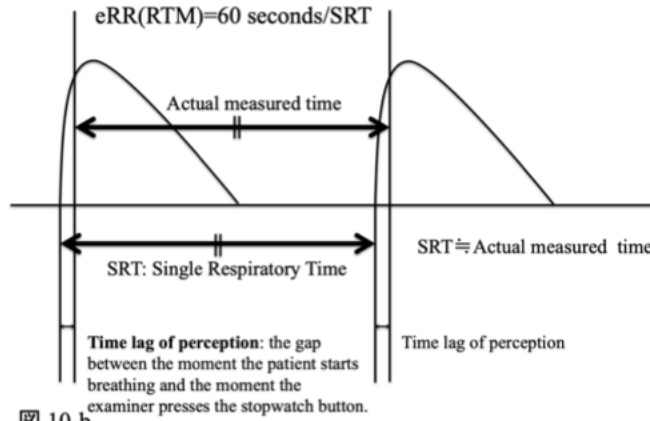 eRR(RTM)=60 seconds/SRT
Actual measured time
SRT: Single Respiratory Time
SRT≒Actual measured time
Time lag of perception: the gap
between the moment the patient starts
breathing and the moment the
examiner presses the stopwatch button.
Time lag of perception
図 10-b